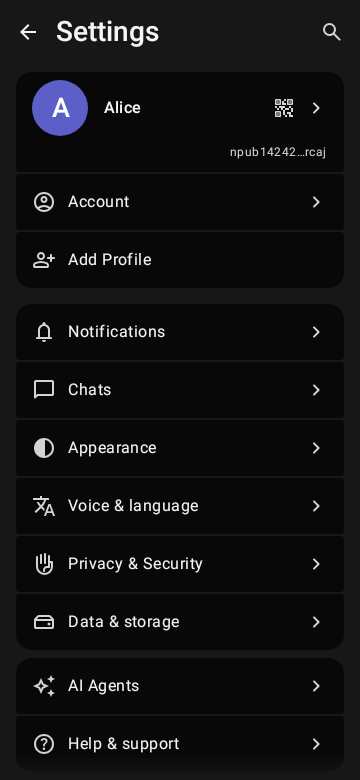 Settings
A
Alice
npub14242…rcaj
Account
Add Profile
Notifications
Chats
Appearance
Voice & language
Privacy & Security
Data & storage
AI Agents
Help & support